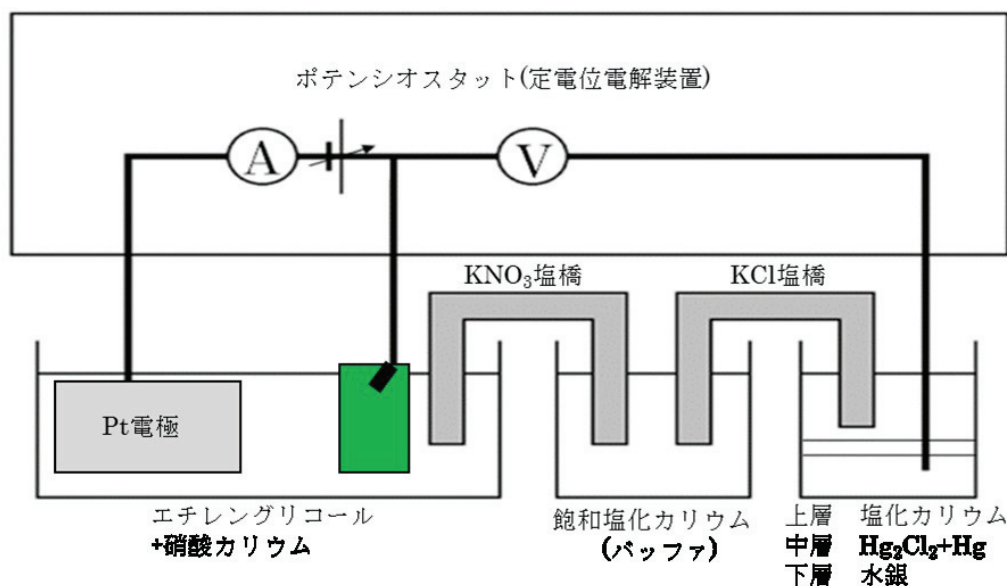 ポテンシオスタット(定電位電解装置)
A
V
KNO₃塩橋
KCl塩橋
Pt電極
エチレングリコール
+硝酸カリウム
飽和塩化カリウム
(バッファ)
上層 塩化カリウム
中層 Hg₂Cl₂+Hg
下層 水銀